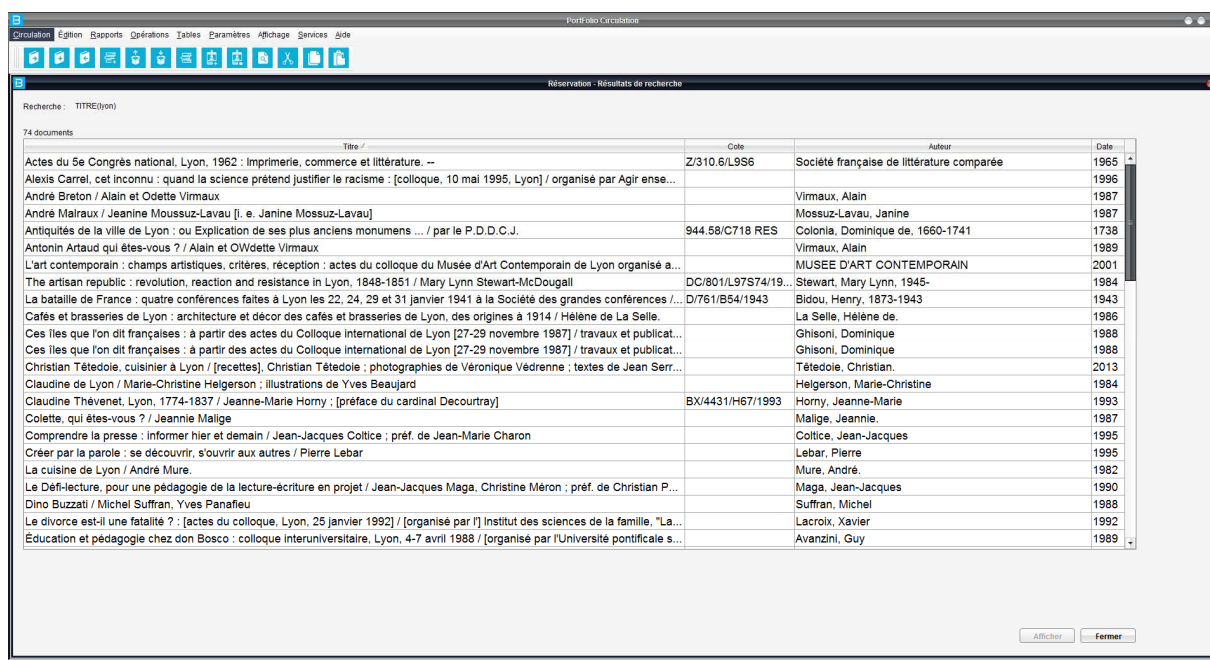 PortFolio Circulation
Circulation Édition Rapports Opérations Tables Paramètres Affichage Services Aide
Réservation - Résultats de recherche
Recherche : TITRE(lyon)
74 documents
Titre Cote Auteur Date
Actes du 5e Congrès national, Lyon, 1962 : Imprimerie, commerce et littérature. -- Z/310.6/L9S6 Société française de littérature comparée 1965
Alexis Carrel, cet inconnu : quand la science prétend justifier le racisme : [colloque, 10 mai 1995, Lyon] / organisé par Agir ense... 1996
André Breton / Alain et Odette Virmaux Virmaux, Alain 1987
André Malraux / Jeanine Moussuz-Lavau [i. e. Janine Mossuz-Lavau] Mossuz-Lavau, Janine 1987
Antiquités de la ville de Lyon : ou Explication de ses plus anciens monumens ... / par le P.D.D.C.J. 944.58/C718 RES Colonia, Dominique de, 1660-1741 1738
Antonin Artaud qui êtes-vous ? / Alain et OWdette Virmaux Virmaux, Alain 1989
L'art contemporain : champs artistiques, critères, réception : actes du colloque du Musée d'Art Contemporain de Lyon organisé a... MUSEE D'ART CONTEMPORAIN 2001
The artisan republic : revolution, reaction and resistance in Lyon, 1848-1851 / Mary Lynn Stewart-McDougall DC/801/L97S74/19... Stewart, Mary Lynn, 1945- 1984
La bataille de France : quatre conférences faites à Lyon les 22, 24, 29 et 31 janvier 1941 à la Société des grandes conférences /... D/761/B54/1943 Bidou, Henry, 1873-1943 1943
Cafés et brasseries de Lyon : architecture et décor des cafés et brasseries de Lyon, des origines à 1914 / Hélène de La Selle. La Selle, Hélène de. 1986
Ces îles que l'on dit françaises : à partir des actes du Colloque international de Lyon [27-29 novembre 1987] / travaux et publicat... Ghisoni, Dominique 1988
Ces îles que l'on dit françaises : à partir des actes du Colloque international de Lyon [27-29 novembre 1987] / travaux et publicat... Ghisoni, Dominique 1988
Christian Têtedoie, cuisinier à Lyon / [recettes], Christian Têtedoie ; photographies de Véronique Védrenne ; textes de Jean Serr... Têtedoie, Christian. 2013
Claudine de Lyon / Marie-Christine Helgerson ; illustrations de Yves Beaujard Helgerson, Marie-Christine 1984
Claudine Thévenet, Lyon, 1774-1837 / Jeanne-Marie Horny ; [préface du cardinal Decourtray] BX/4431/H67/1993 Horny, Jeanne-Marie 1993
Colette, qui êtes-vous ? / Jeannie Malige Malige, Jeannie. 1987
Comprendre la presse : informer hier et demain / Jean-Jacques Coltice ; préf. de Jean-Marie Charon Coltice, Jean-Jacques 1995
Créer par la parole : se découvrir, s'ouvrir aux autres / Pierre Lebar Lebar, Pierre 1995
La cuisine de Lyon / André Mure. Mure, André. 1982
Le Défi-lecture, pour une pédagogie de la lecture-écriture en projet / Jean-Jacques Maga, Christine Méron ; préf. de Christian P... Maga, Jean-Jacques 1990
Dino Buzzati / Michel Suffran, Yves Panafieu Suffran, Michel 1988
Le divorce est-il une fatalité ? : [actes du colloque, Lyon, 25 janvier 1992] / [organisé par l'] Institut des sciences de la famille, "La... Lacroix, Xavier 1992
Éducation et pédagogie chez don Bosco : colloque interuniversitaire, Lyon, 4-7 avril 1988 / [organisé par l'Université pontificale s... Avanzini, Guy 1989
Afficher Fermer